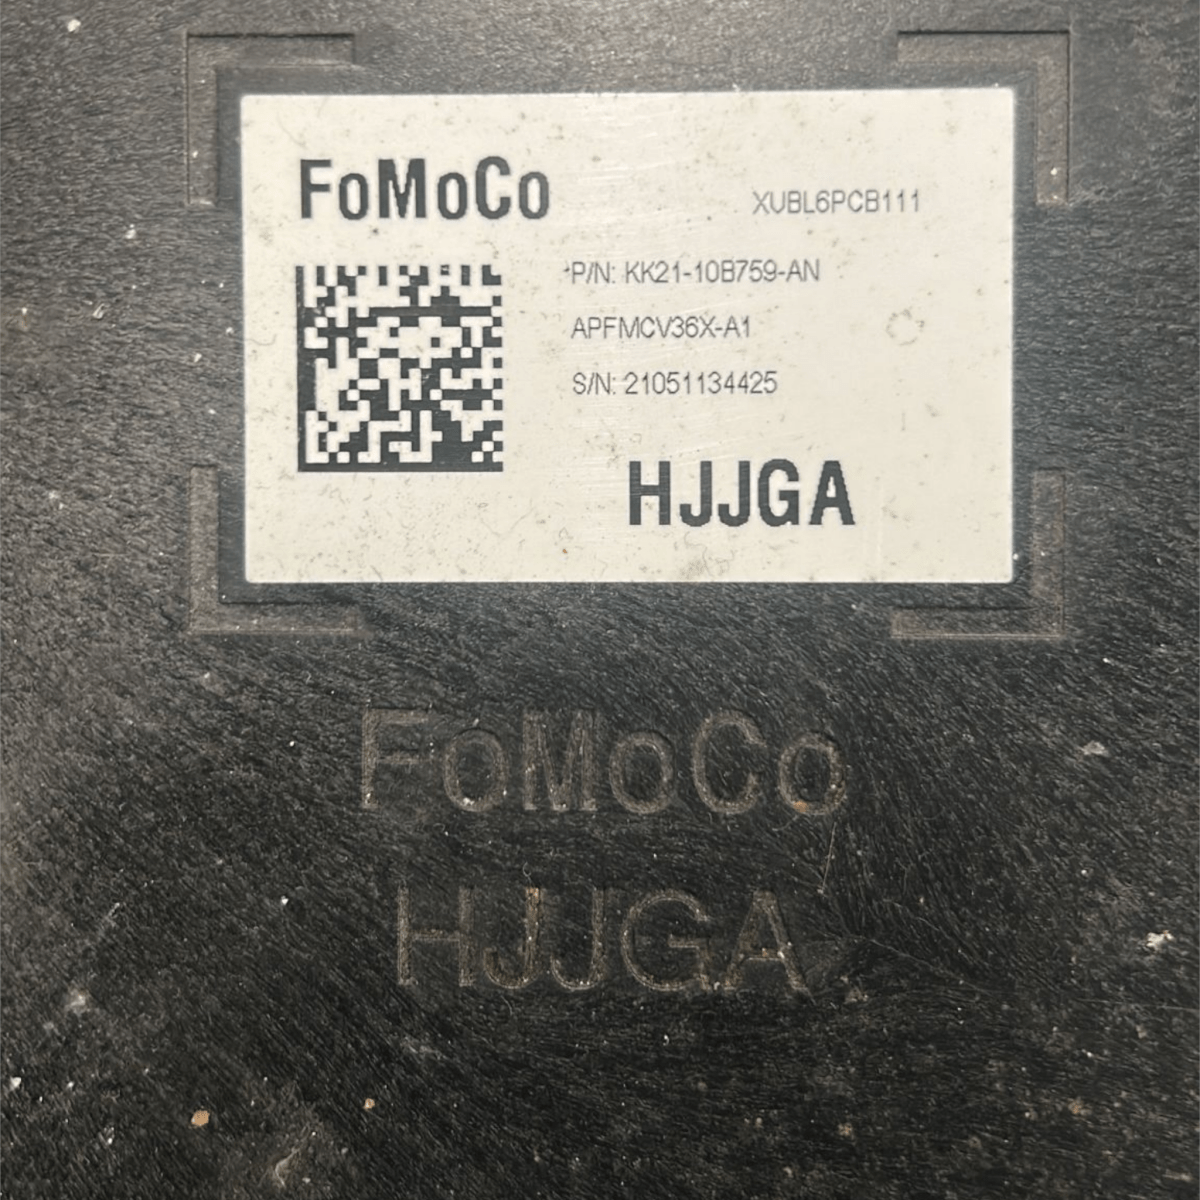 FoMoCo
XUBL6PCB111
P/N: KK21-10B759-AN
APFMCV36X-A1
S/N: 21051134425
HJJGA
FoMoCo
HJJGA